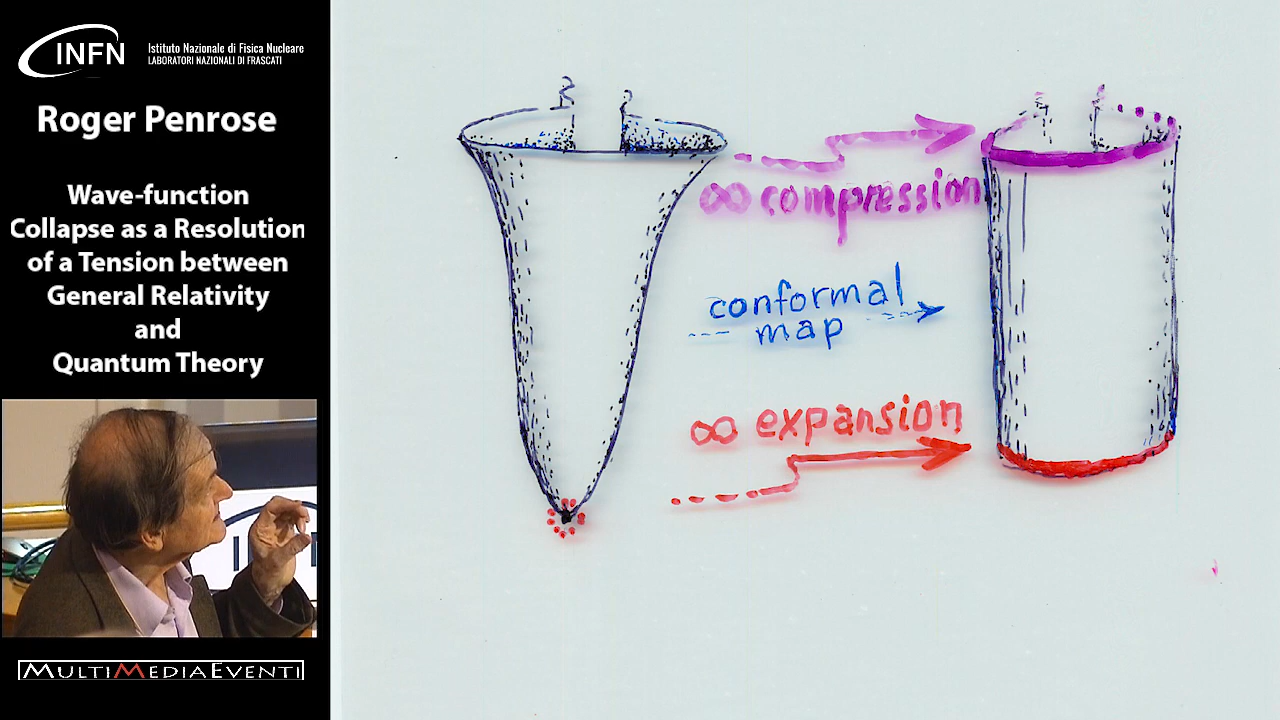 INFN
Istituto Nazionale di Fisica Nucleare
LABORATORI NAZIONALI DI FRASCATI
Roger Penrose
Wave-function
Collapse as a Resolution
of a Tension between
General Relativity
and
Quantum Theory
MULTIMEDIAEVENTI
∞ compression
conformal
map
∞ expansion